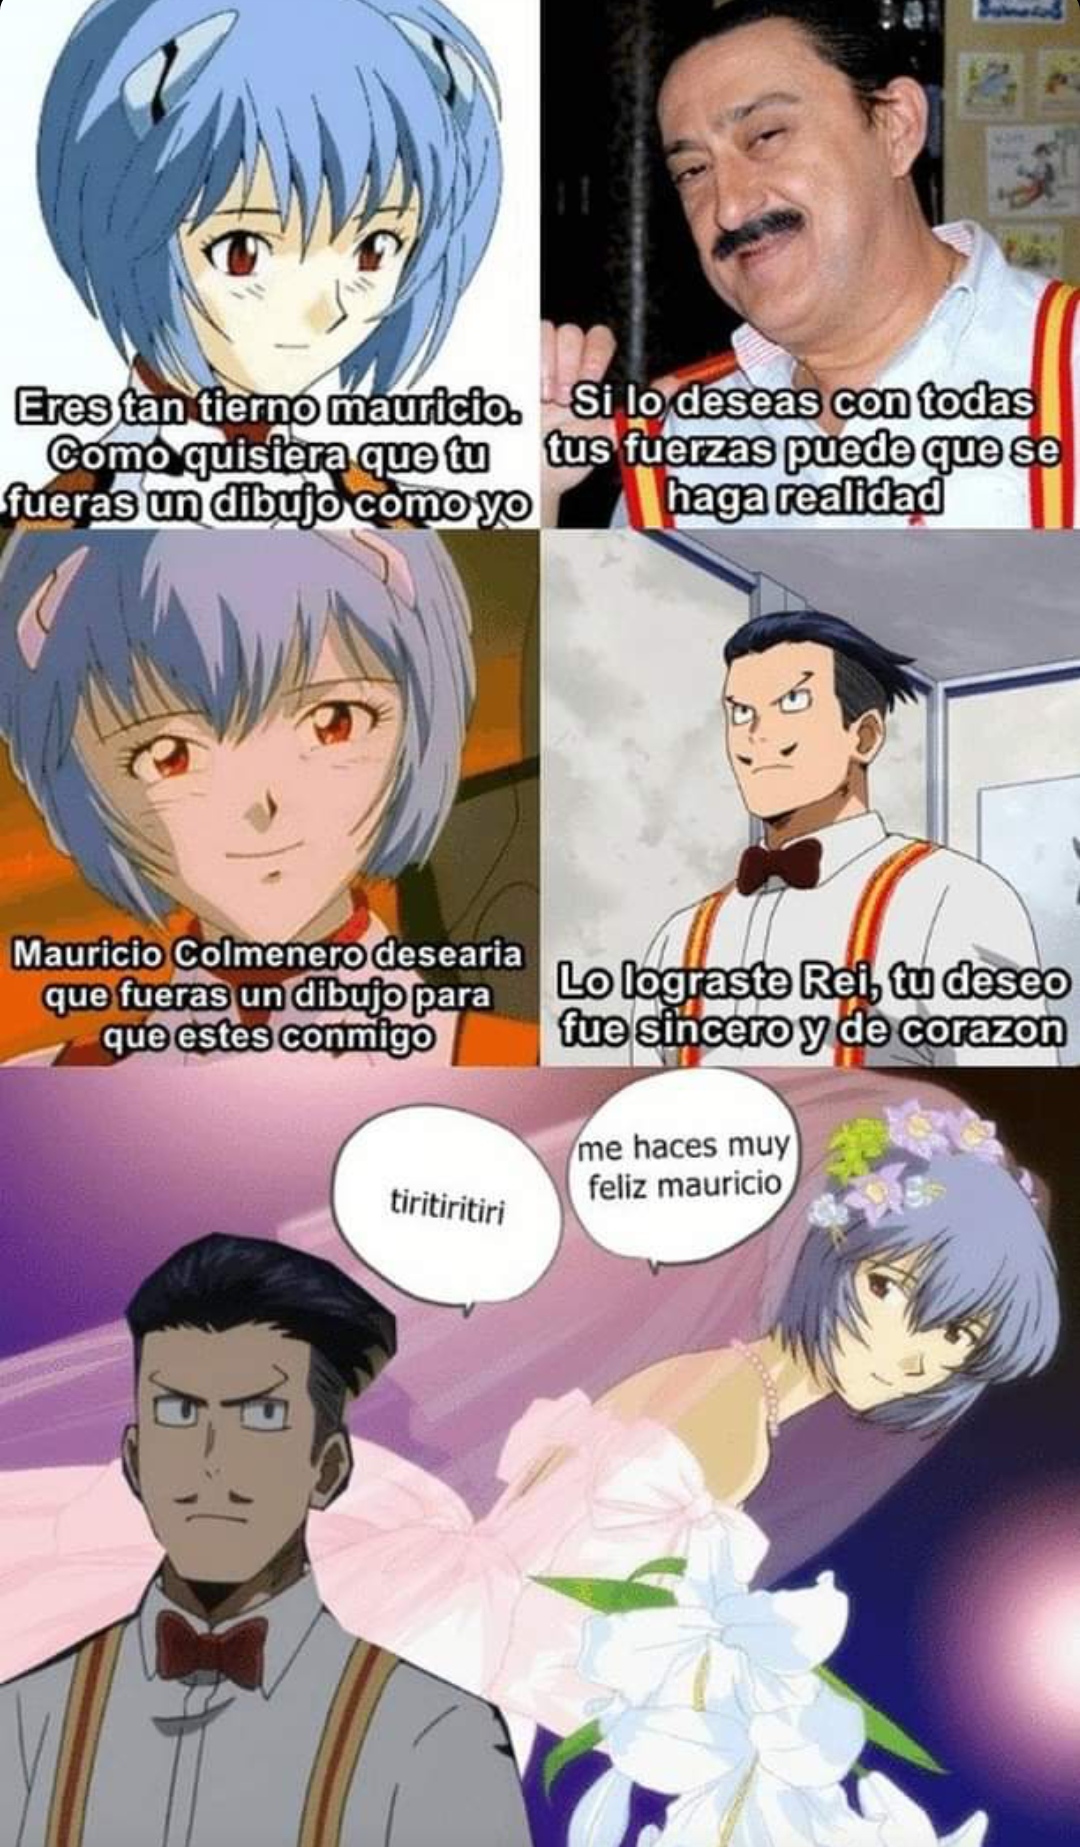 Eres tan tierno mauricio.
Como quisiera que tu
fueras un dibujo como yo
Si lo deseas con todas
tus fuerzas puede que se
haga realidad
Mauricio Colmenero desearia
que fueras un dibujo para
que estes conmigo
Lo lograste Rei, tu deseo
fue sincero y de corazon
tiritiritiri
me haces muy
feliz mauricio